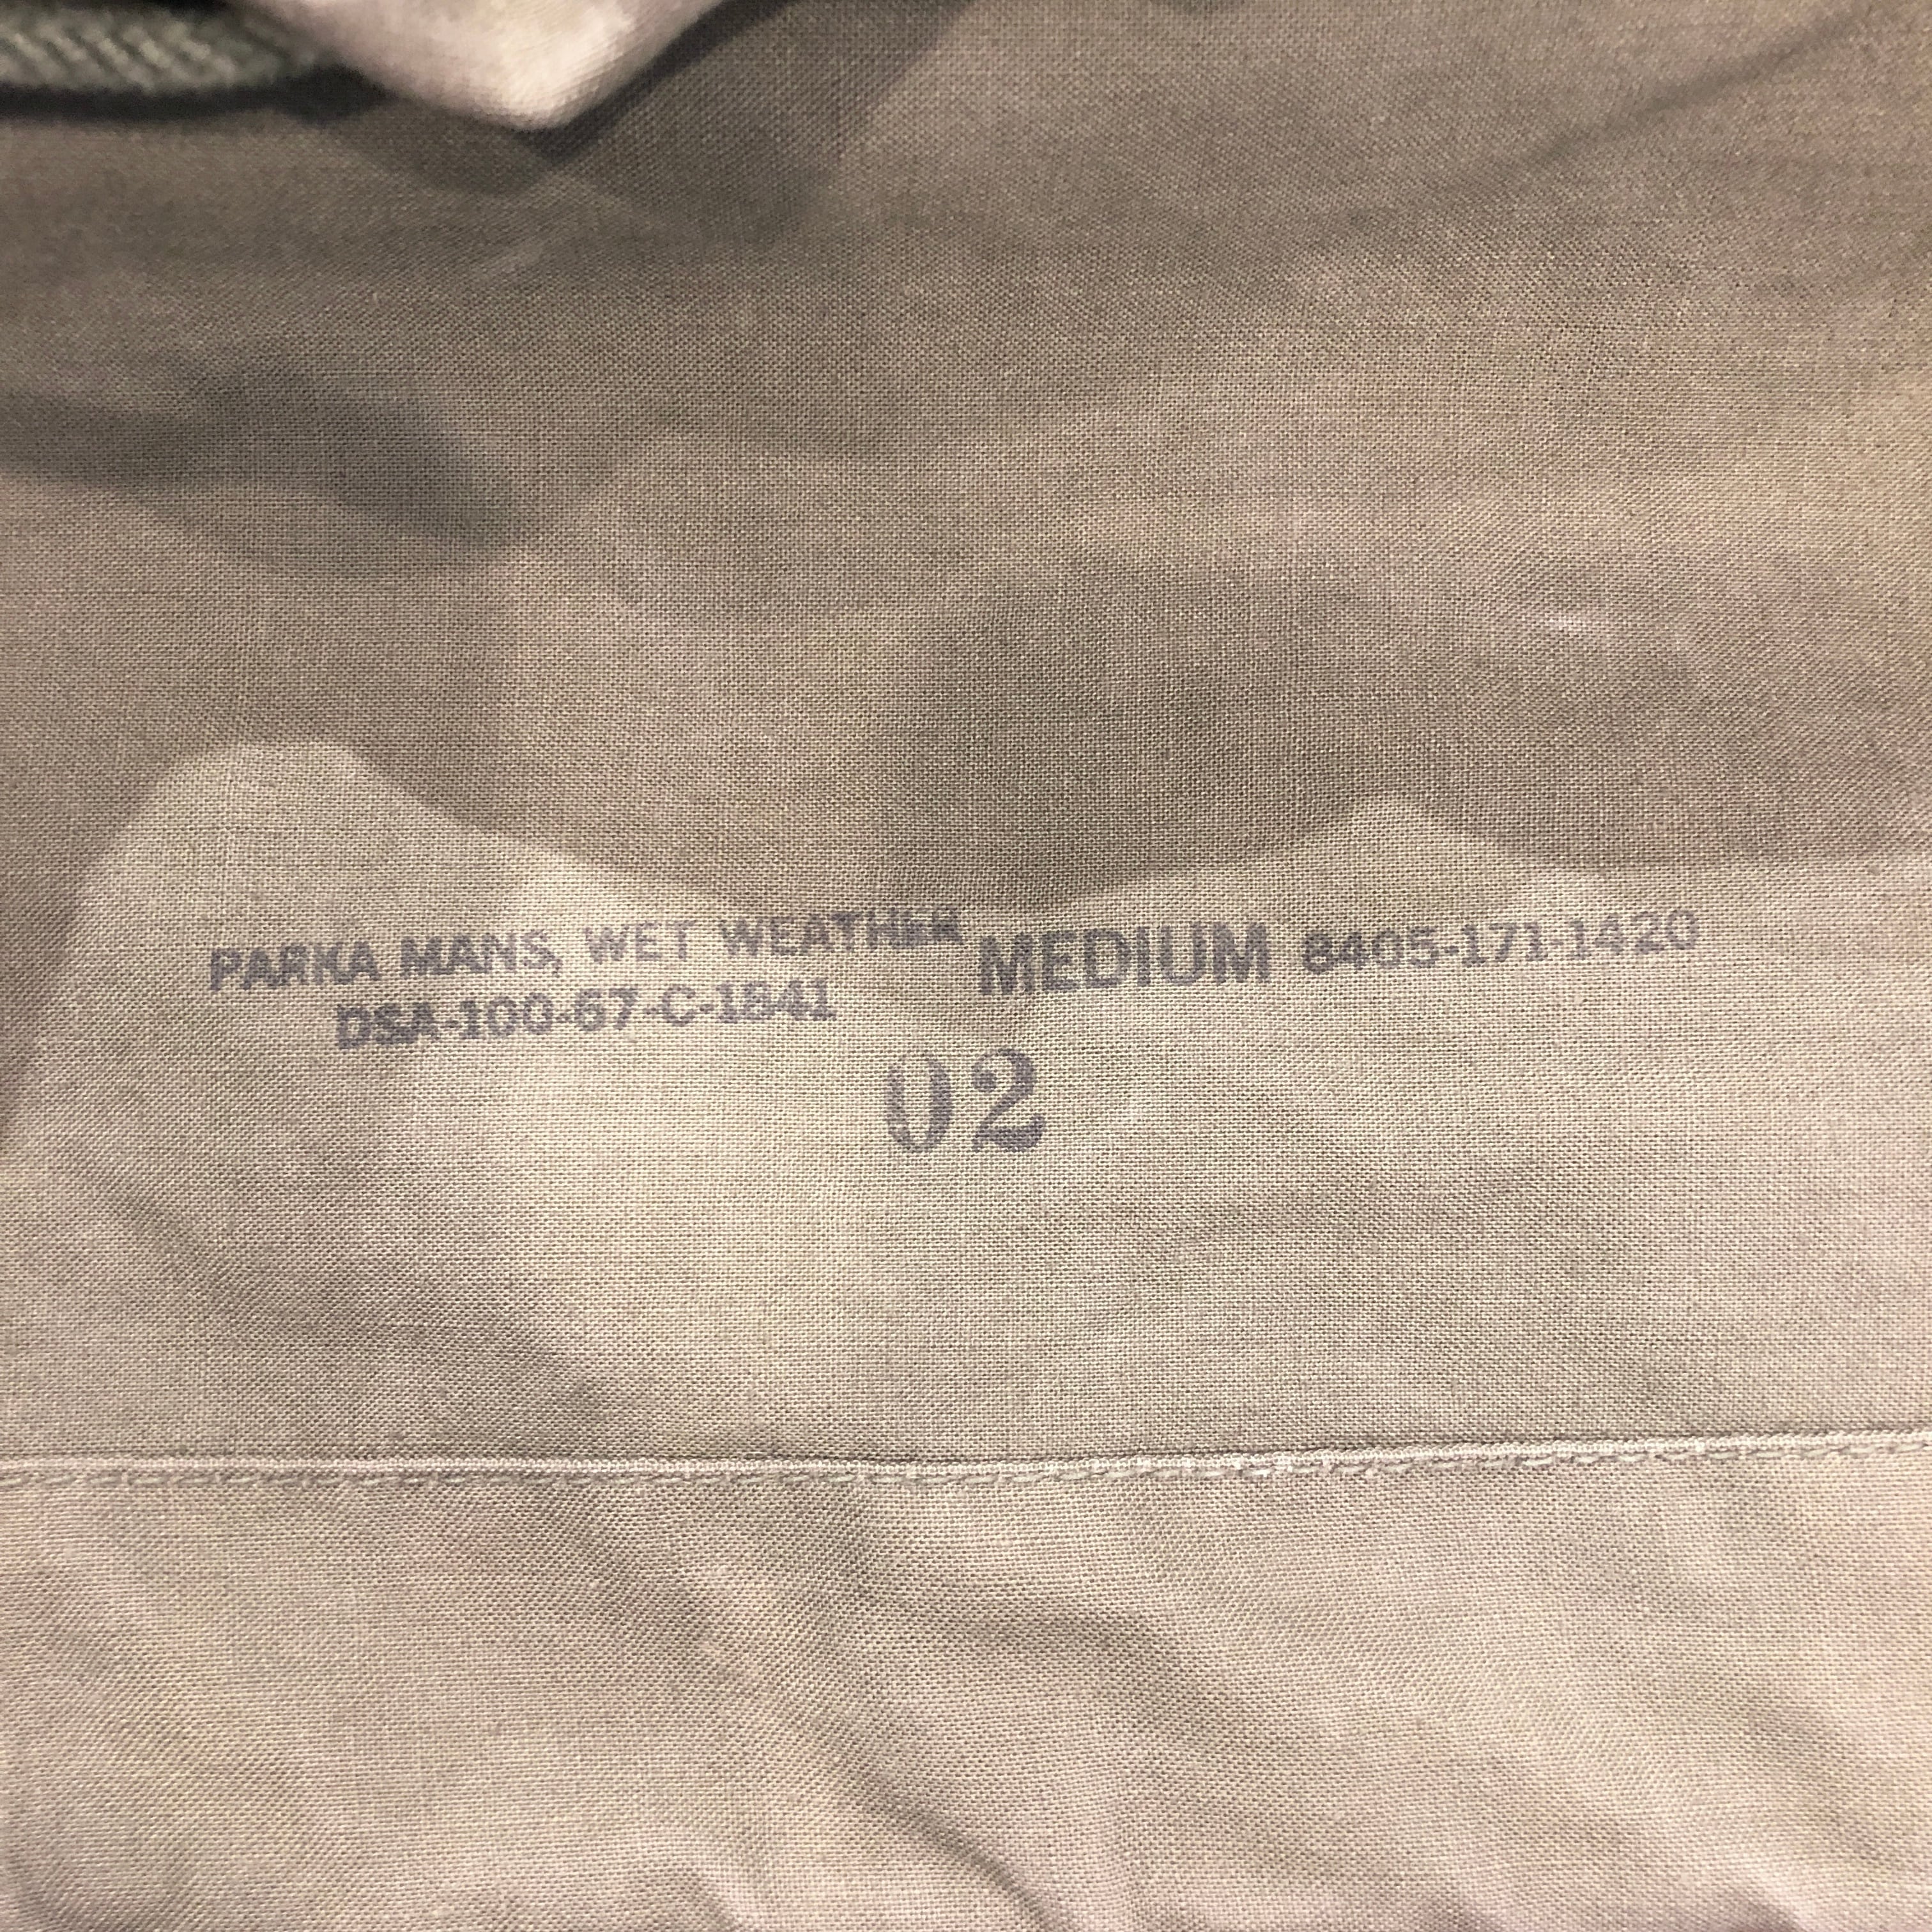 PARKA MANS, WET WEATHER MEDIUM 8405-171-1420
DSA-100-67-C-1841
02